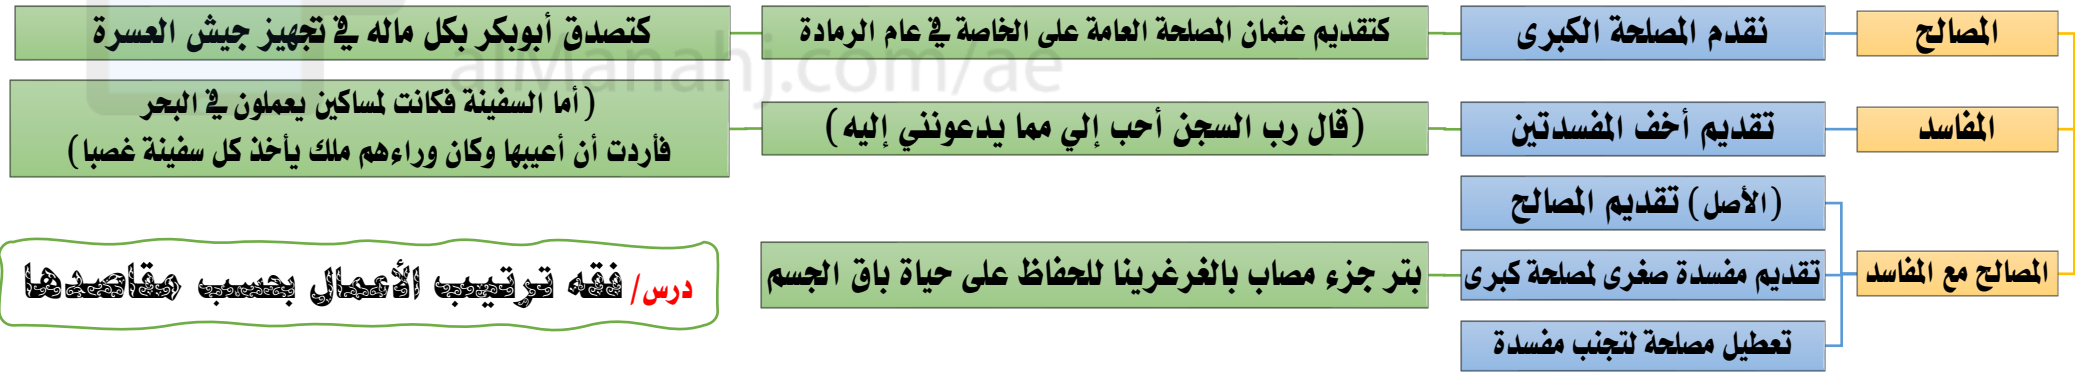 المصالح
نقدم المصلحة الكبرى
كتقديم عثمان المصلحة العامة على الخاصة في عام الرمادة
كتصدق أبوبكر بكل ماله في تجهيز جيش العسرة
المفاسد
تقديم أخف المفسدتين
(قال رب السجن أحب إلي مما يدعونني إليه)
(أما السفينة فكانت لمساكين يعملون في البحر
فأردت أن أعيبها وكان وراءهم ملك يأخذ كل سفينة غصبا)
المصالح مع المفاسد
(الأصل) تقديم المصالح
تقديم مفسدة صغرى لمصلحة كبرى
بتر جزء مصاب بالغرغرينا للحفاظ على حياة باق الجسم
تعطيل مصلحة لتجنب مفسدة
درس/ فقه ترتيب الأعمال بحسب مقاصدها
alManahj.com/ae